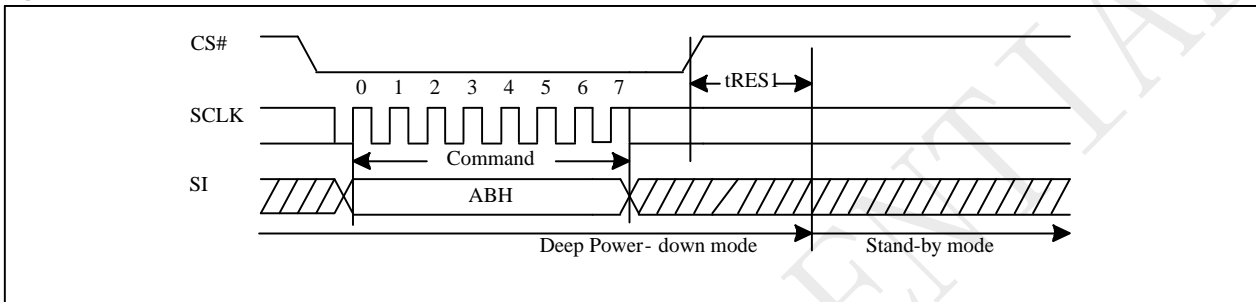 CS#
tRES1
0 1 2 3 4 5 6 7
SCLK
Command
SI
ABH
Deep Power- down mode Stand-by mode
ENTIA